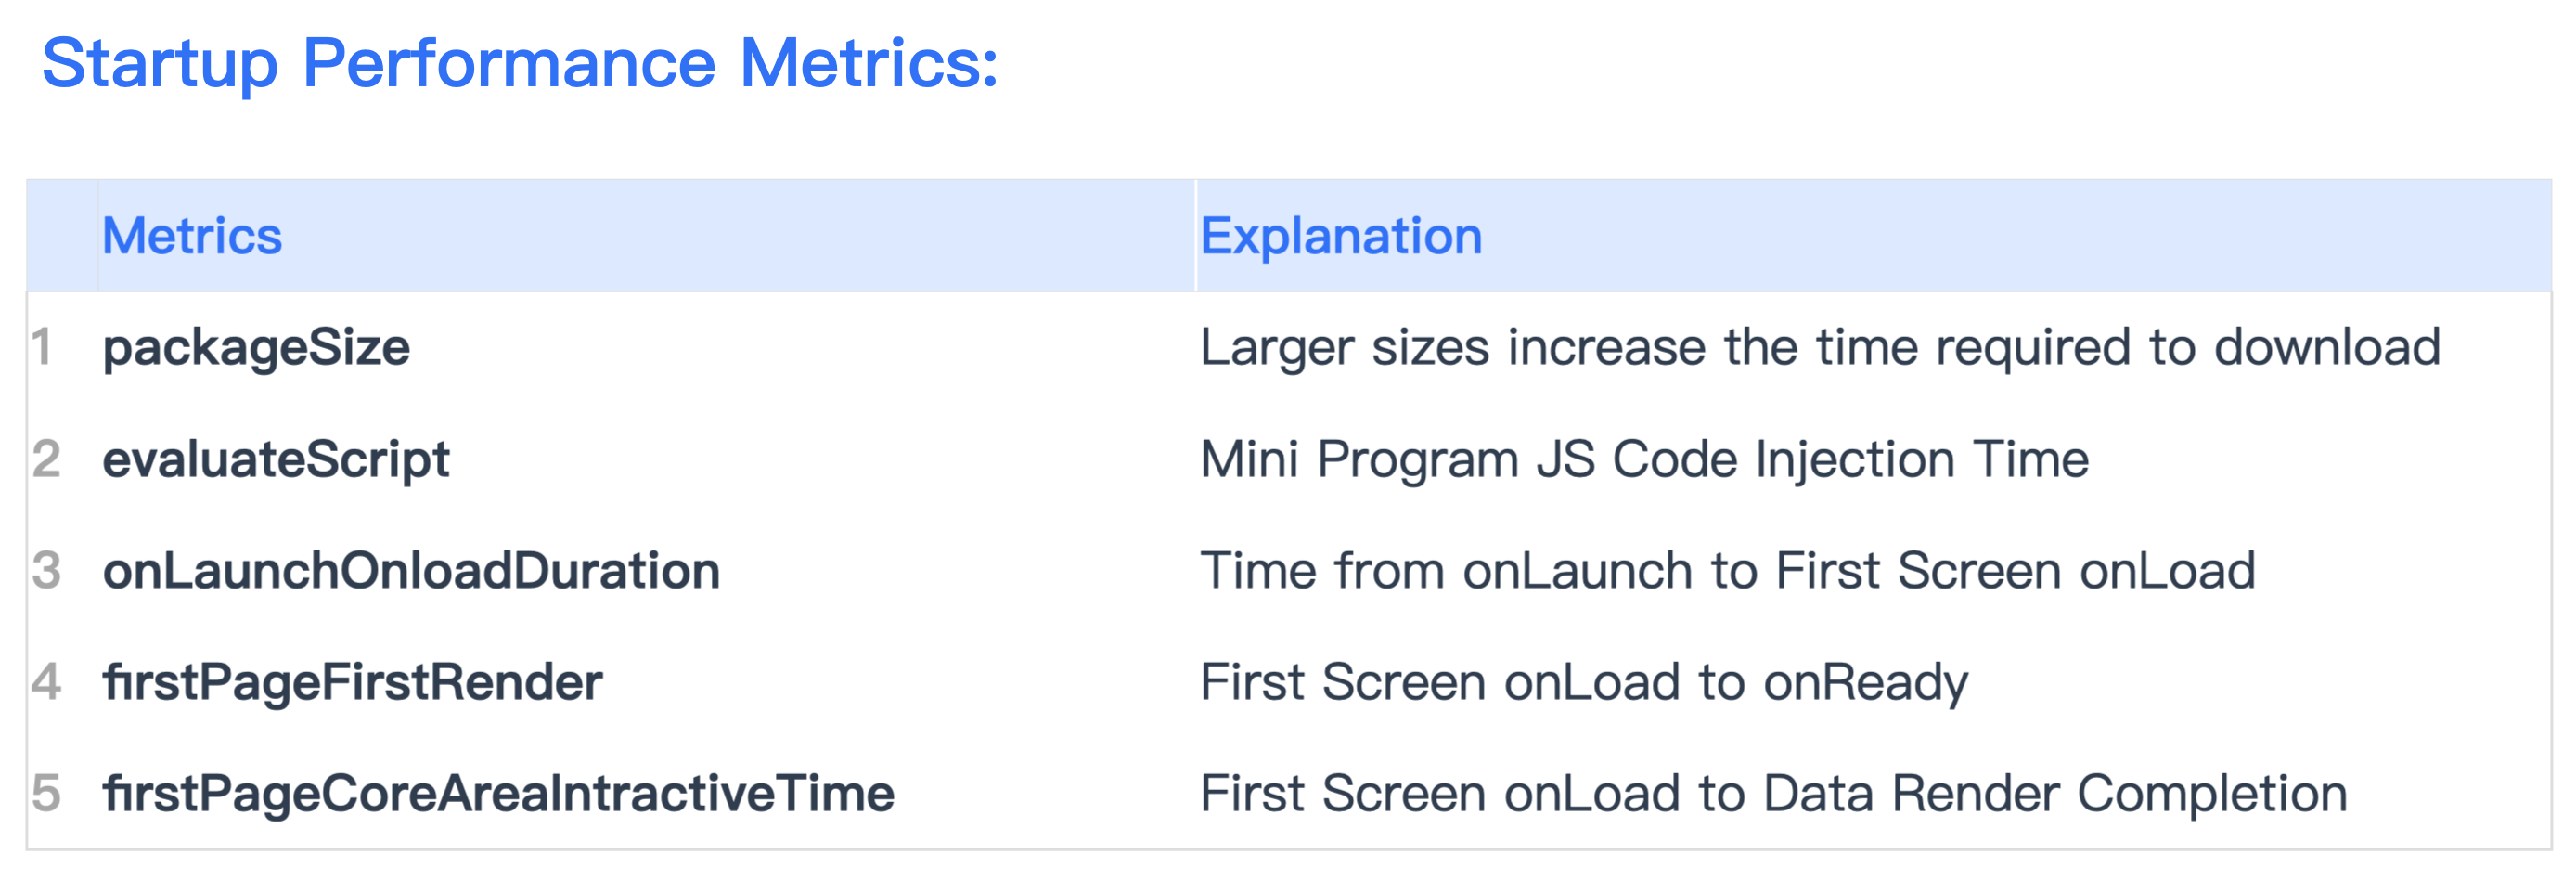 Startup Performance Metrics:
Metrics Explanation
1 packageSize Larger sizes increase the time required to download
2 evaluateScript Mini Program JS Code Injection Time
3 onLaunchOnloadDuration Time from onLaunch to First Screen onLoad
4 firstPageFirstRender First Screen onLoad to onReady
5 firstPageCoreAreaIntractiveTime First Screen onLoad to Data Render Completion